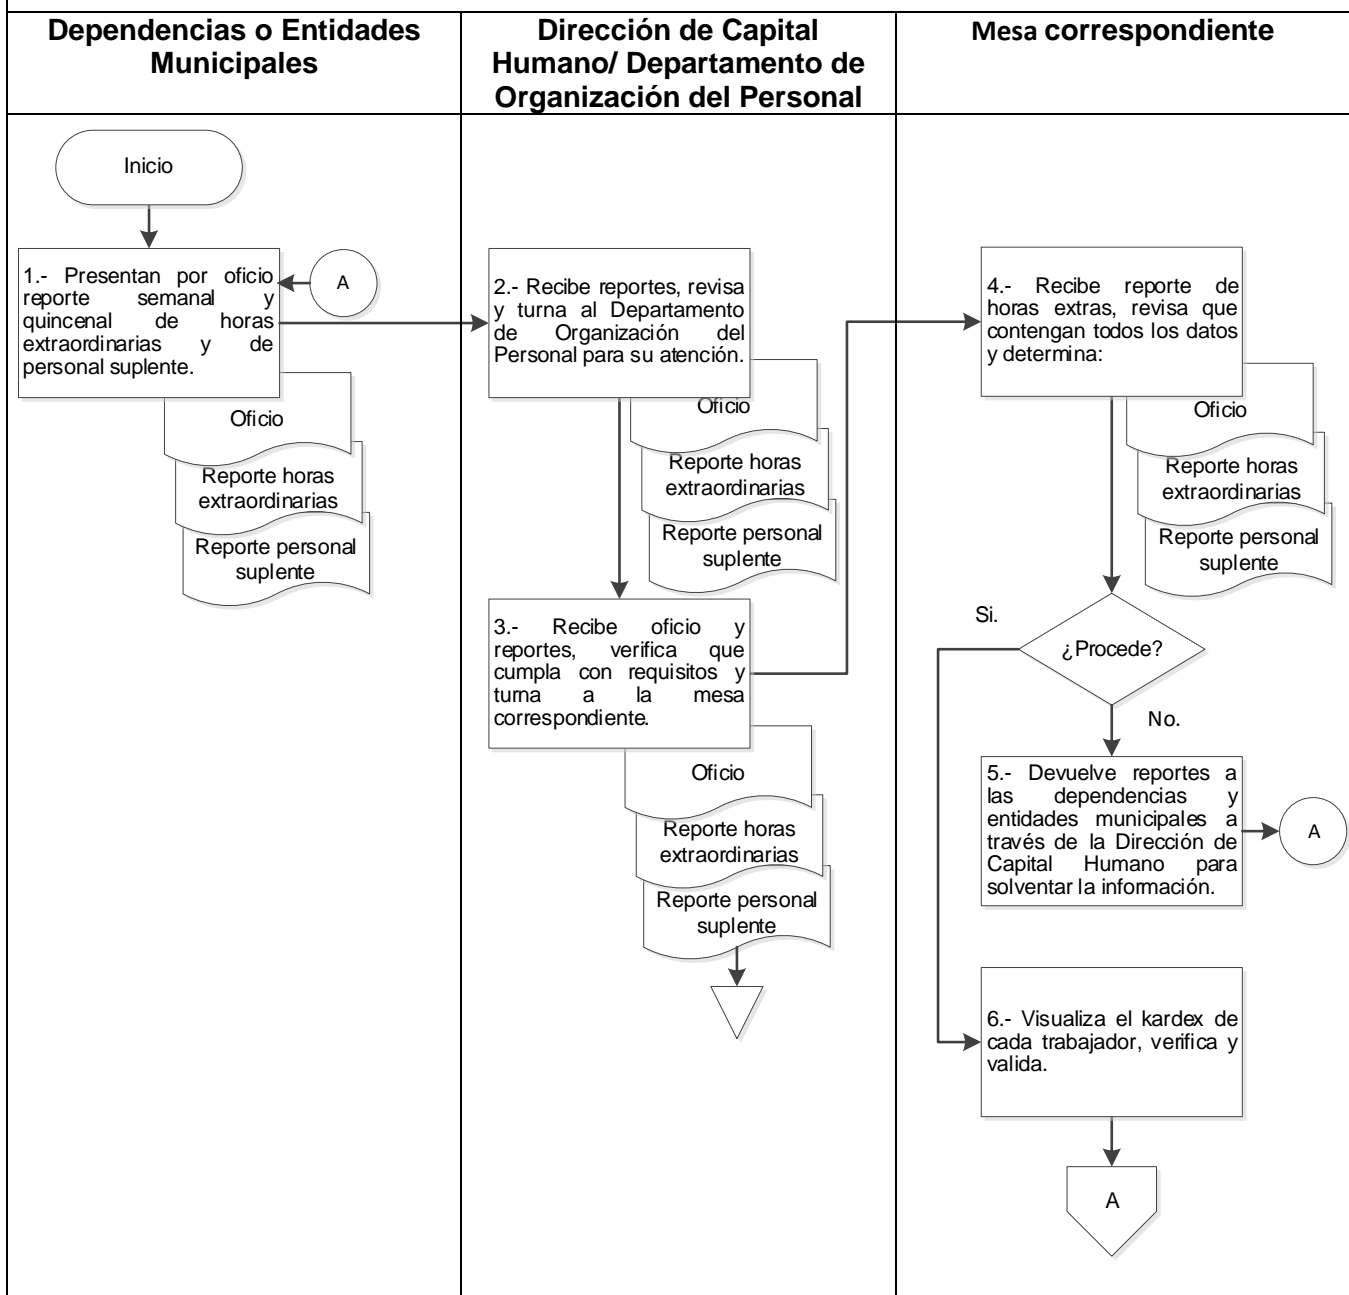 Dependencias o Entidades
Municipales
Dirección de Capital
Humano/ Departamento de
Organización del Personal
Mesa correspondiente
Inicio
1.- Presentan por oficio
reporte semanal y
quincenal de horas
extraordinarias y de
personal suplente.
A
Oficio
Reporte horas
extraordinarias
Reporte personal
suplente
2.- Recibe reportes, revisa
y turna al Departamento
de Organización del
Personal para su atención.
Oficio
Reporte horas
extraordinarias
Reporte personal
suplente
3.- Recibe oficio y
reportes, verifica que
cumpla con requisitos y
turna a la mesa
correspondiente.
Oficio
Reporte horas
extraordinarias
Reporte personal
suplente
4.- Recibe reporte de
horas extras, revisa que
contengan todos los datos
y determina:
Oficio
Reporte horas
extraordinarias
Reporte personal
suplente
Si.
¿Procede?
No.
5.- Devuelve reportes a
las dependencias y
entidades municipales a
través de la Dirección de
Capital Humano para
solventar la información.
A
6.- Visualiza el kardex de
cada trabajador, verifica y
valida.
A